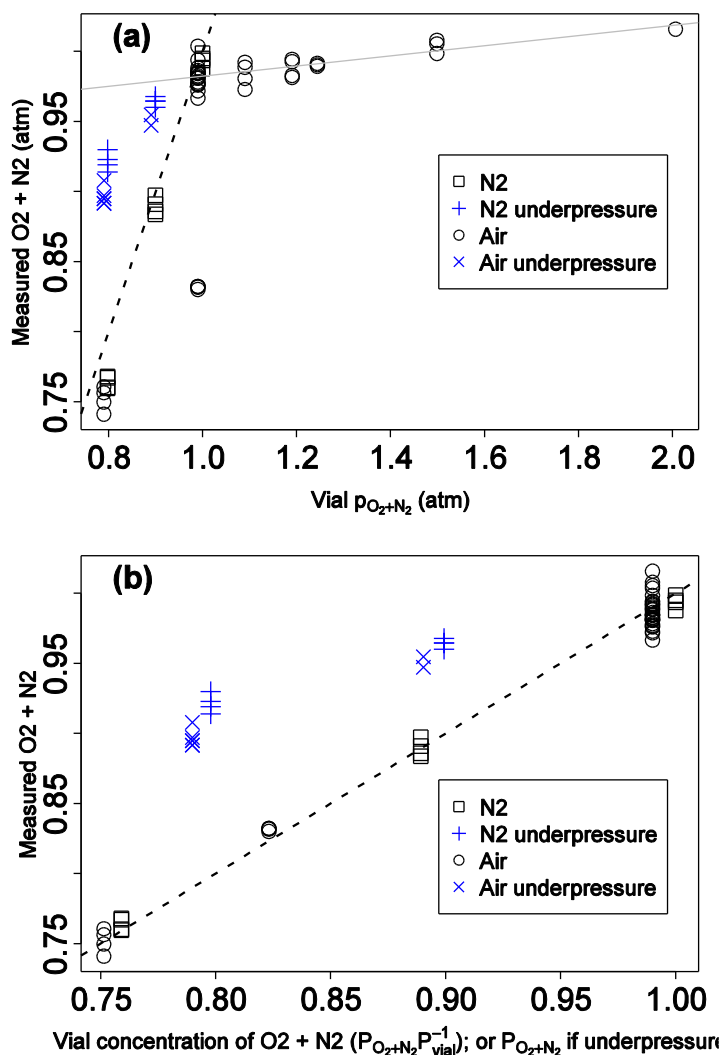 (a)
Measured O2 + N2 (atm)
0.75 0.85 0.95
N2
N2 underpressure
Air
Air underpressure
0.8 1.0 1.2 1.4 1.6 1.8 2.0
Vial pO₂+N₂ (atm)
(b)
Measured O2 + N2
0.75 0.85 0.95
N2
N2 underpressure
Air
Air underpressure
0.75 0.80 0.85 0.90 0.95 1.00
Vial concentration of O2 + N2 (PO₂+N₂P⁻¹vial); or PO₂+N₂ if underpressure